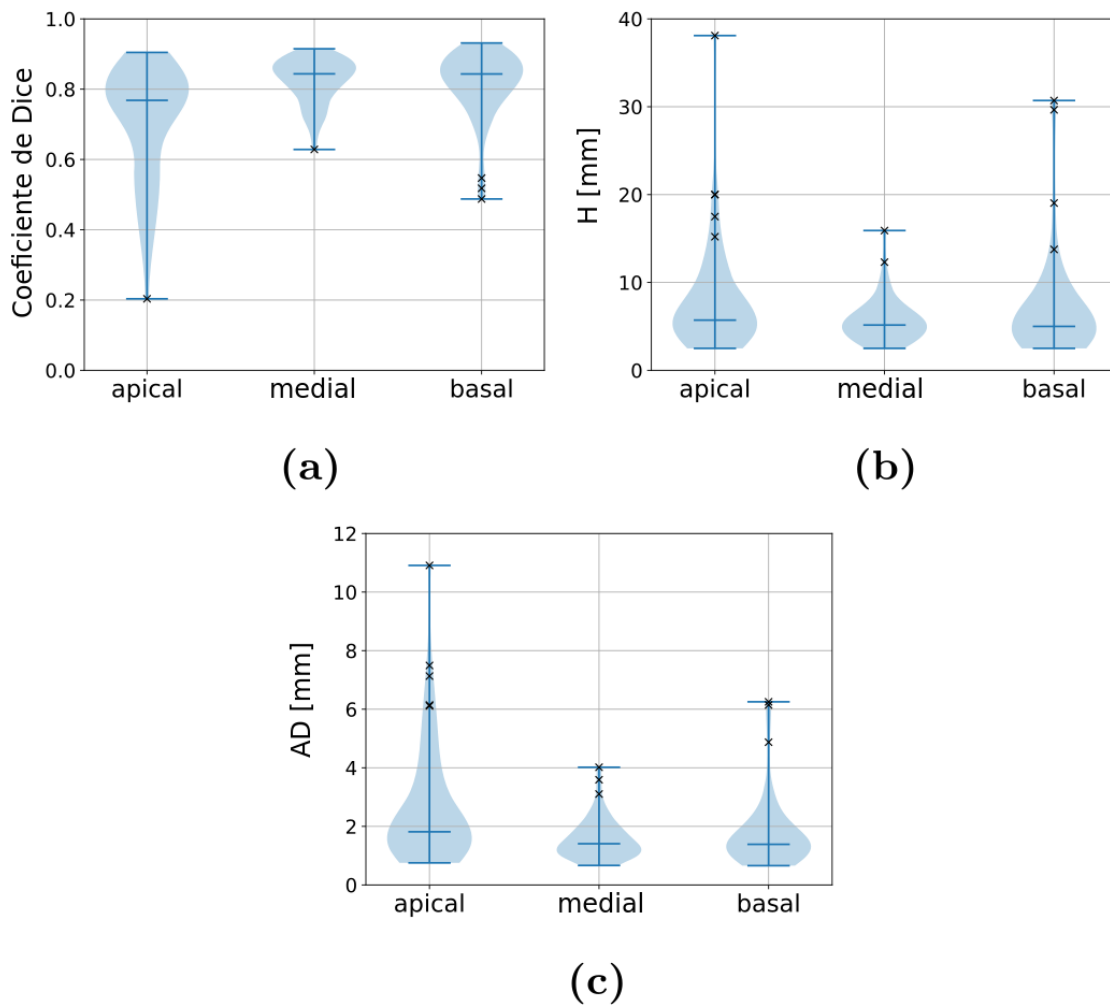 1.0
0.8
0.6
0.4
0.2
0.0
Coeficiente de Dice
apical medial basal
(a)
40
30
20
10
0
H [mm]
apical medial basal
(b)
12
10
8
6
4
2
0
AD [mm]
apical medial basal
(c)